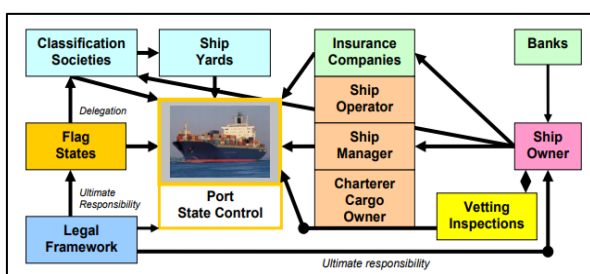 Classification
Societies
Ship
Yards
Insurance
Companies
Banks
Delegation
Ship
Operator
Flag
States
Ship
Manager
Ship
Owner
Ultimate
Responsibility
Port
State Control
Charterer
Cargo
Owner
Vetting
Inspections
Legal
Framework
Ultimate responsibility